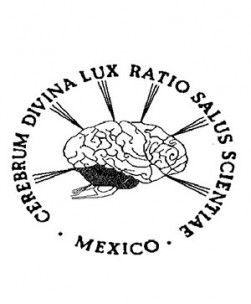 · CEREBRUM DIVINA LUX RATIO SALUS SCIENTIAE ·
MEXICO